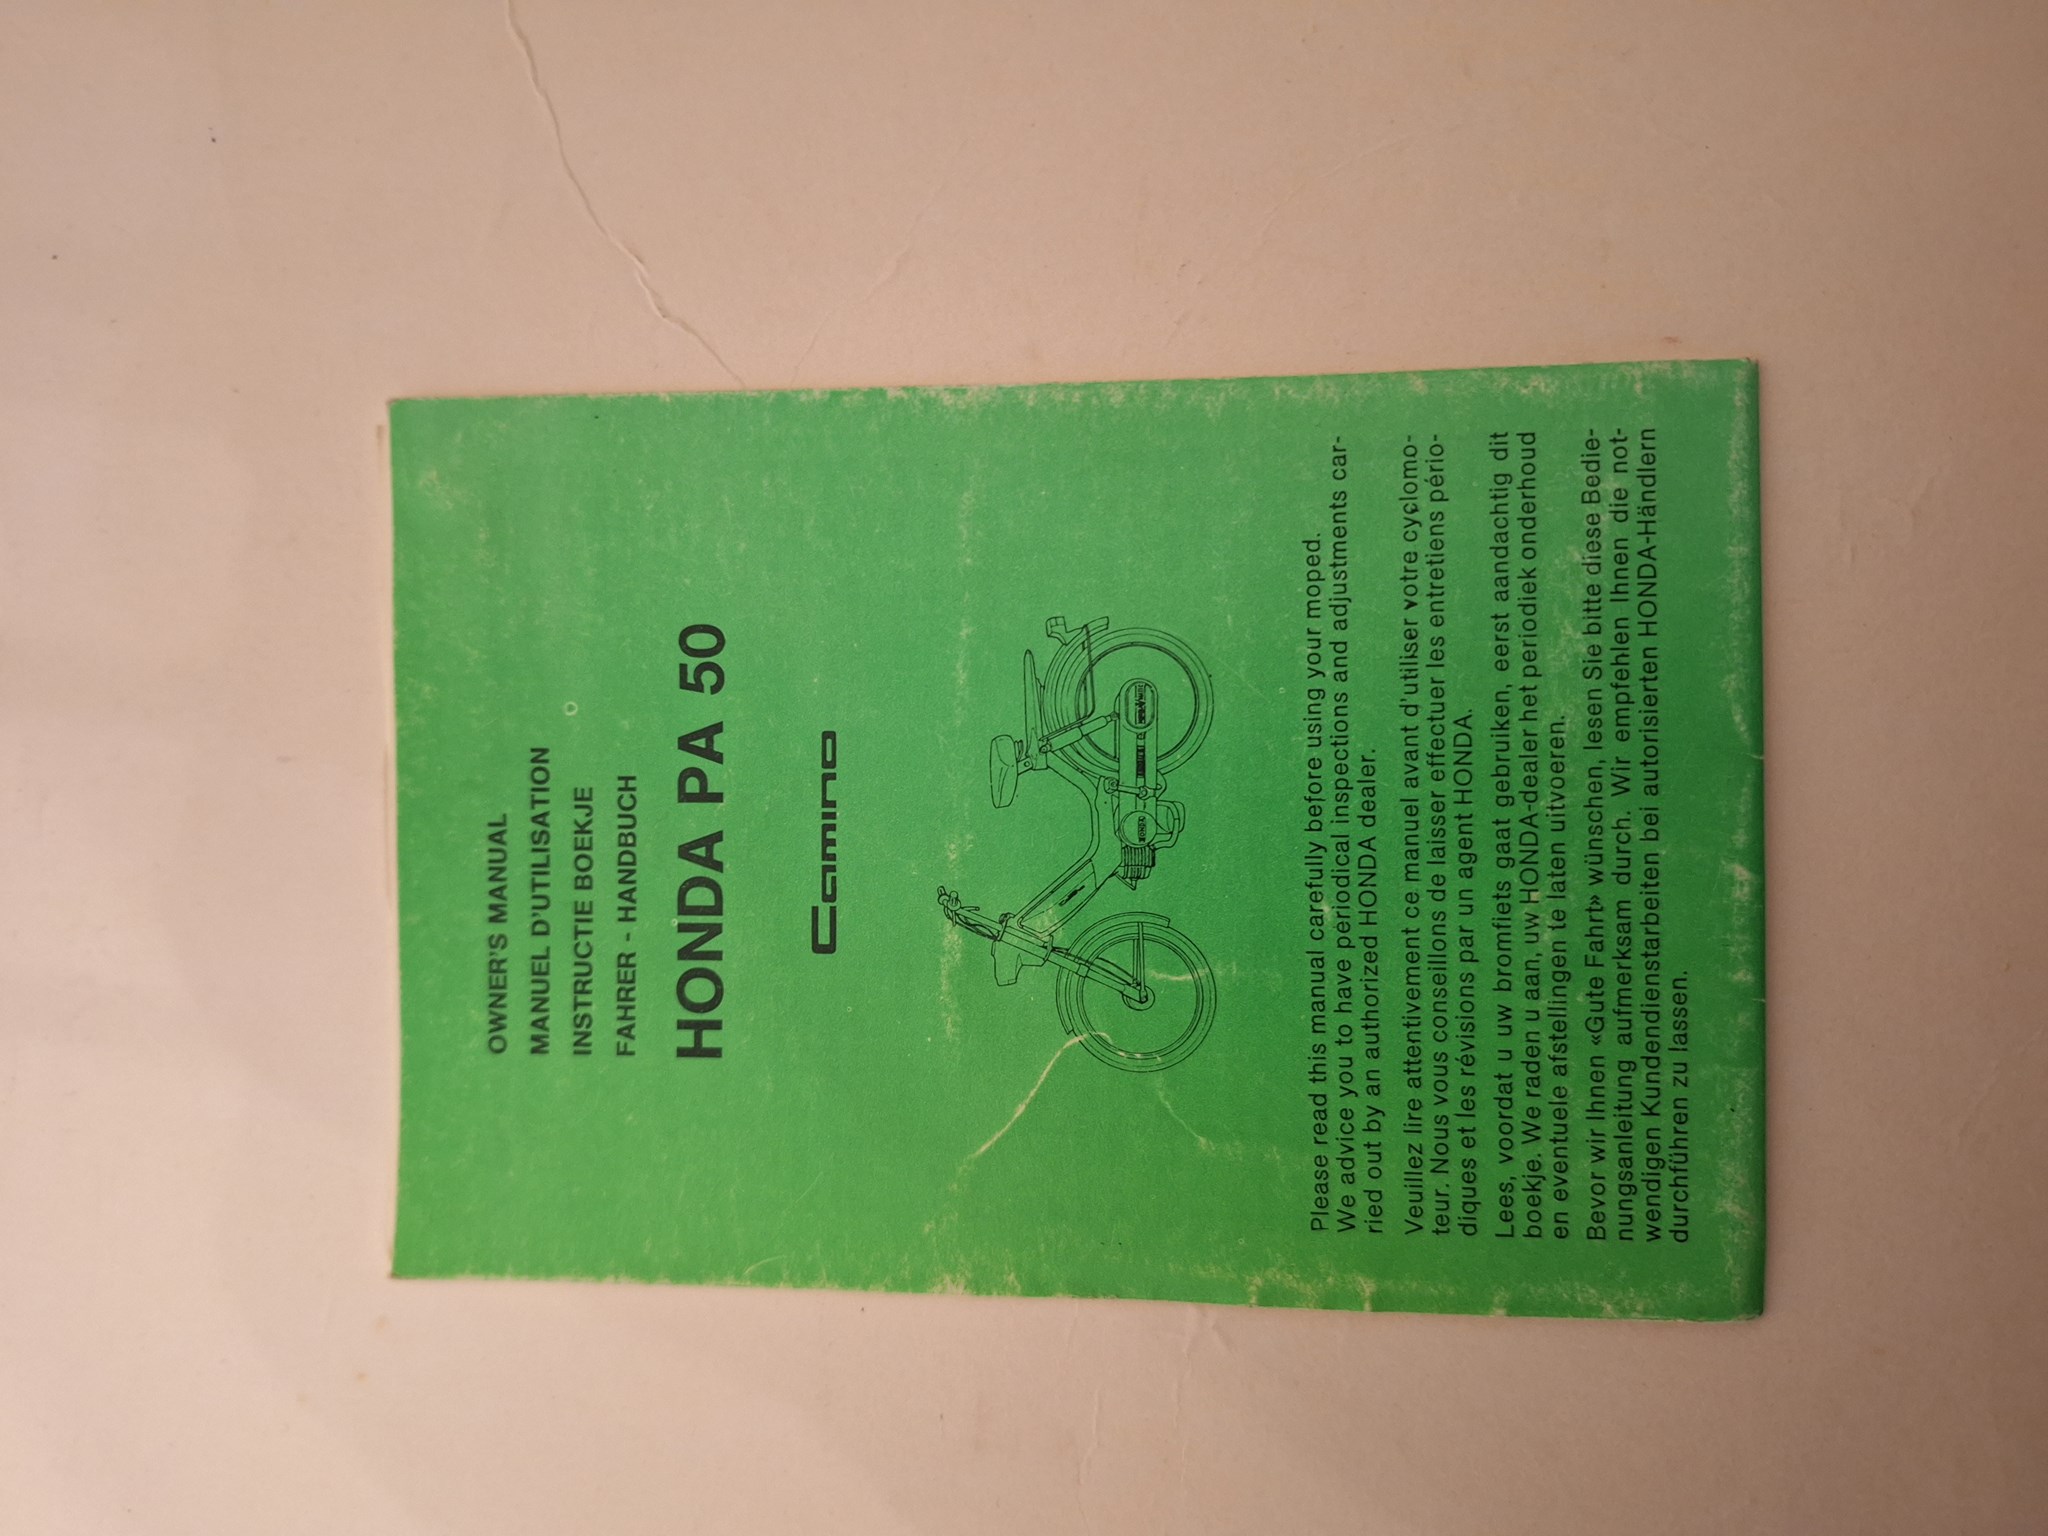 OWNER'S MANUAL
MANUEL D'UTILISATION
INSTRUCTIE BOEKJE
FAHRER - HANDBUCH
HONDA PA 50
Camino
HONDA
Please read this manual carefully before using your moped.
We advice you to have periodical inspections and adjustments car-
ried out by an authorized HONDA dealer.
Veuillez lire attentivement ce manuel avant d'utiliser votre cyclomo-
teur. Nous vous conseillons de laisser effectuer les entretiens pério-
diques et les révisions par un agent HONDA.
Lees, voordat u uw bromfiets gaat gebruiken, eerst aandachtig dit
boekje. We raden u aan, uw HONDA-dealer het periodiek onderhoud
en eventuele afstellingen te laten uitvoeren.
Bevor wir Ihnen «Gute Fahrt» wünschen, lesen Sie bitte diese Bedie-
nungsanleitung aufmerksam durch. Wir empfehlen Ihnen die not-
wendigen Kundendienstarbeiten bei autorisierten HONDA-Händlern
durchführen zu lassen.